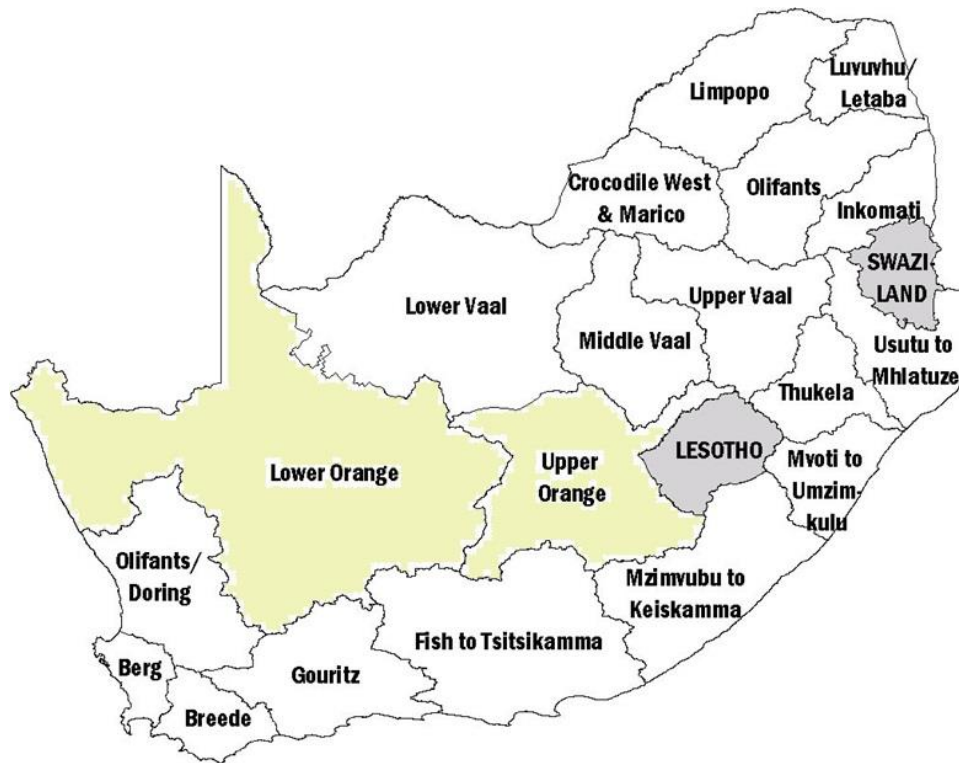 Limpopo
Luvuvhu/
Letaba
Crocodile West
& Marico
Olifants
Inkomati
SWAZI-
LAND
Lower Vaal
Middle Vaal
Upper Vaal
Usutu to
Mhlatuze
Thukela
Lower Orange
Upper
Orange
LESOTHO
Mvoti to
Umzim-
kulu
Olifants/
Doring
Mzimvubu to
Keiskamma
Fish to Tsitsikamma
Gouritz
Berg
Breede